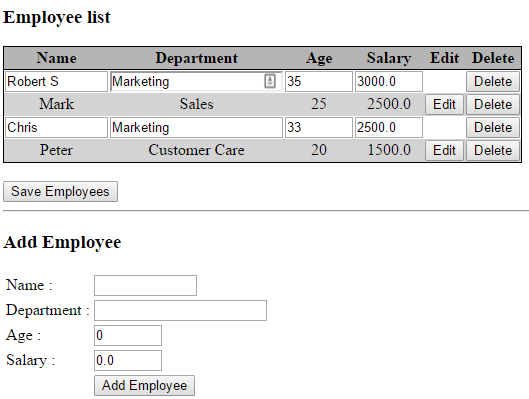 Employee list
Name Department Age Salary Edit Delete
Robert S Marketing 35 3000.0 Delete
Mark Sales 25 2500.0 Edit Delete
Chris Marketing 33 2500.0 Delete
Peter Customer Care 20 1500.0 Edit Delete
Save Employees
Add Employee
Name :
Department :
Age : 0
Salary : 0.0
Add Employee